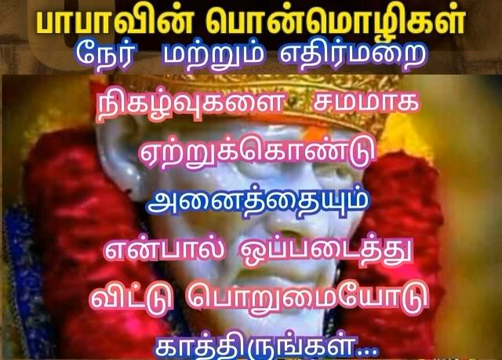 பாபாவின் பொன்மொழிகள்
நேர் மற்றும் எதிர்மறை
நிகழ்வுகளை சமமாக
ஏற்றுக்கொண்டு
அனைத்தையும்
என்பால் ஒப்படைத்து
விட்டு பொறுமையோடு
காத்திருங்கள்...